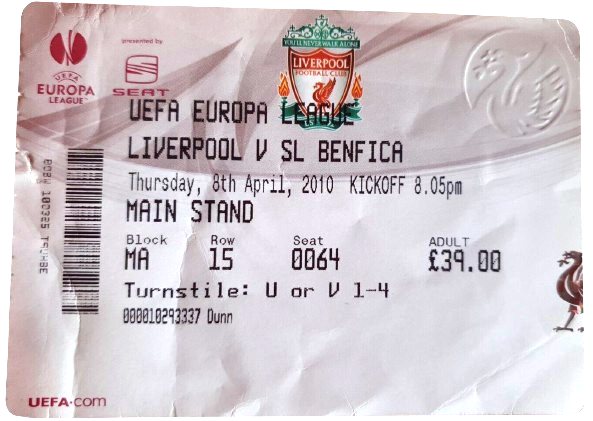 presented by
UEFA
EUROPA
LEAGUE™
SEAT
YOU'LL NEVER WALK ALONE
LIVERPOOL
FOOTBALL CLUB
UEFA EUROPA LEAGUE
LIVERPOOL V SL BENFICA
Thursday, 8th April, 2010 KICKOFF 8.05pm
MAIN STAND
Block Row Seat ADULT
MA 15 0064 £39.00
Turnstile: U or V 1-4
000010293337 Dunn
UEFA.com